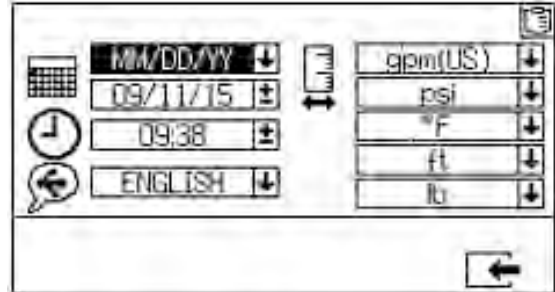 MM/DD/YY
09/11/15
09:38
ENGLISH
gpm(US)
psi
°F
ft
lb